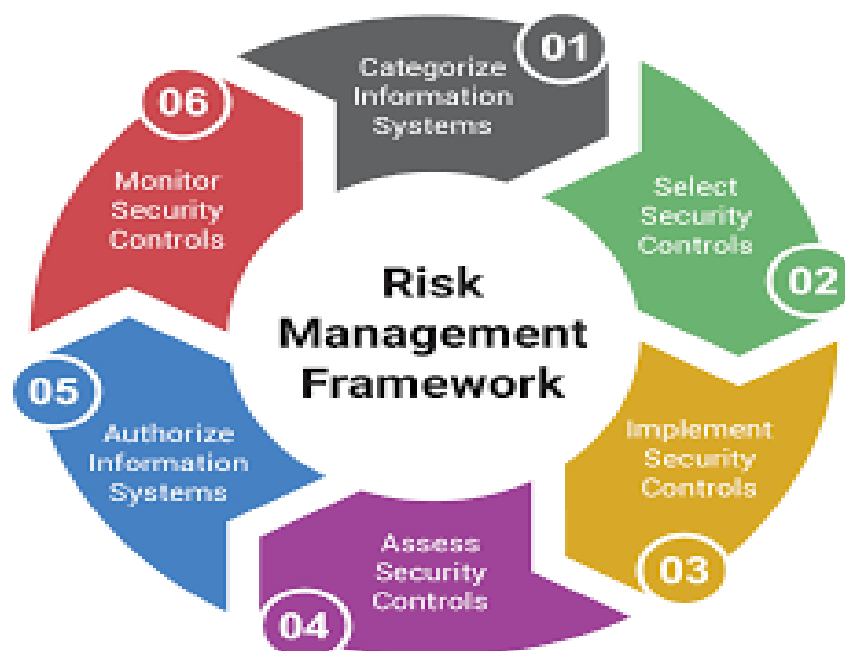 Risk
Management
Framework
01
Categorize
Information
Systems
02
Select
Security
Controls
03
Implement
Security
Controls
04
Assess
Security
Controls
05
Authorize
Information
Systems
06
Monitor
Security
Controls